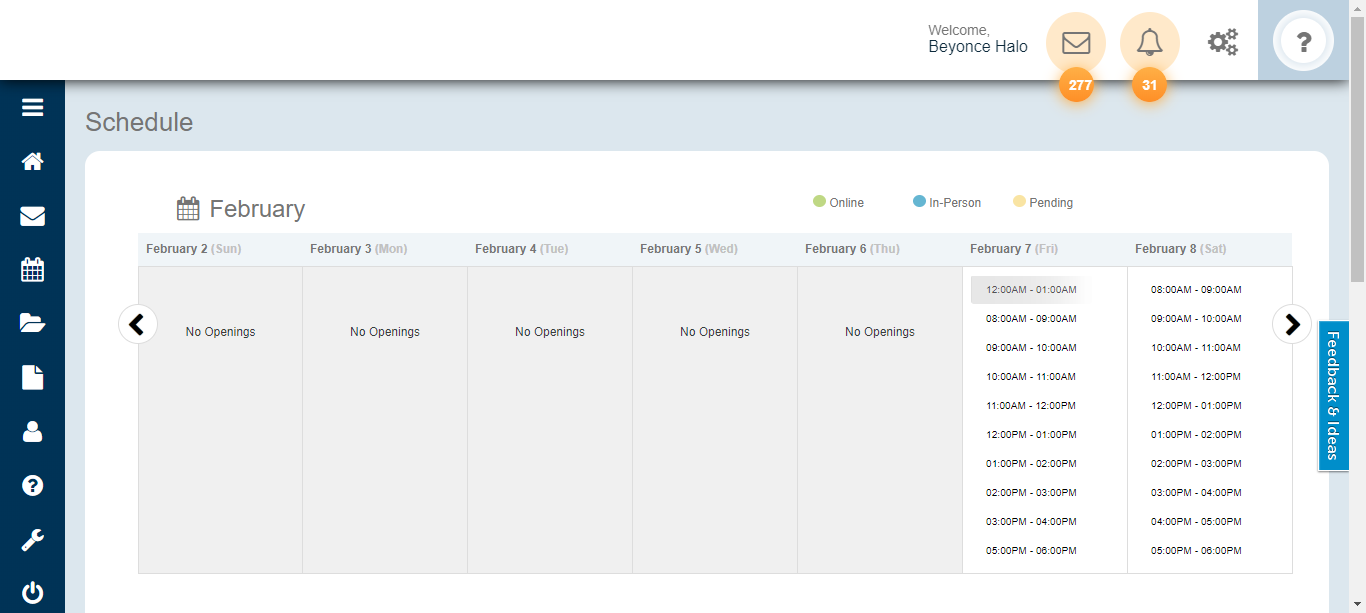 Welcome,
Beyonce Halo
277
31
?
Schedule
February
Online
In-Person
Pending
February 2 (Sun)
February 3 (Mon)
February 4 (Tue)
February 5 (Wed)
February 6 (Thu)
February 7 (Fri)
February 8 (Sat)
No Openings
No Openings
No Openings
No Openings
No Openings
12:00AM - 01:00AM
08:00AM - 09:00AM
09:00AM - 10:00AM
10:00AM - 11:00AM
11:00AM - 12:00PM
12:00PM - 01:00PM
01:00PM - 02:00PM
02:00PM - 03:00PM
03:00PM - 04:00PM
05:00PM - 06:00PM
08:00AM - 09:00AM
09:00AM - 10:00AM
10:00AM - 11:00AM
11:00AM - 12:00PM
12:00PM - 01:00PM
01:00PM - 02:00PM
02:00PM - 03:00PM
03:00PM - 04:00PM
04:00PM - 05:00PM
05:00PM - 06:00PM
Feedback & Ideas
?